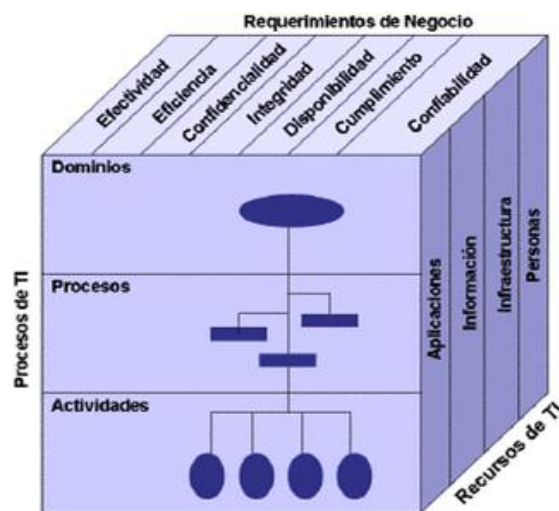 Requerimientos de Negocio
Efectividad
Eficiencia
Confidencialidad
Integridad
Disponibilidad
Cumplimiento
Confiabilidad
Dominios
Procesos
Actividades
Procesos de TI
Aplicaciones
Información
Infraestructura
Personas
Recursos de TI